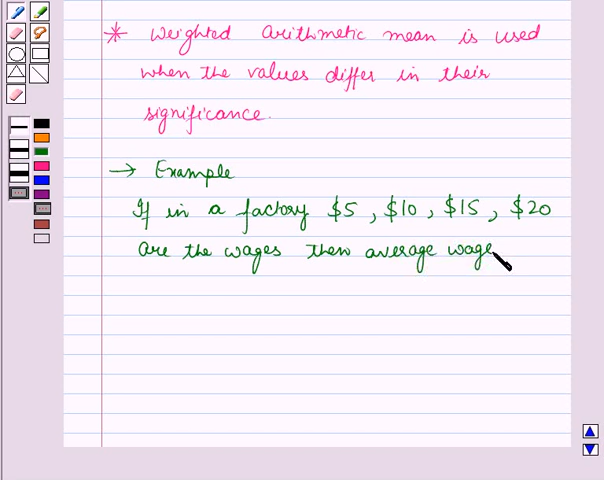 * Weighted arithmetic mean is used
when the values differ in their
significance.
→ Example
If in a factory $5, $10, $15, $20
are the wages then average wage